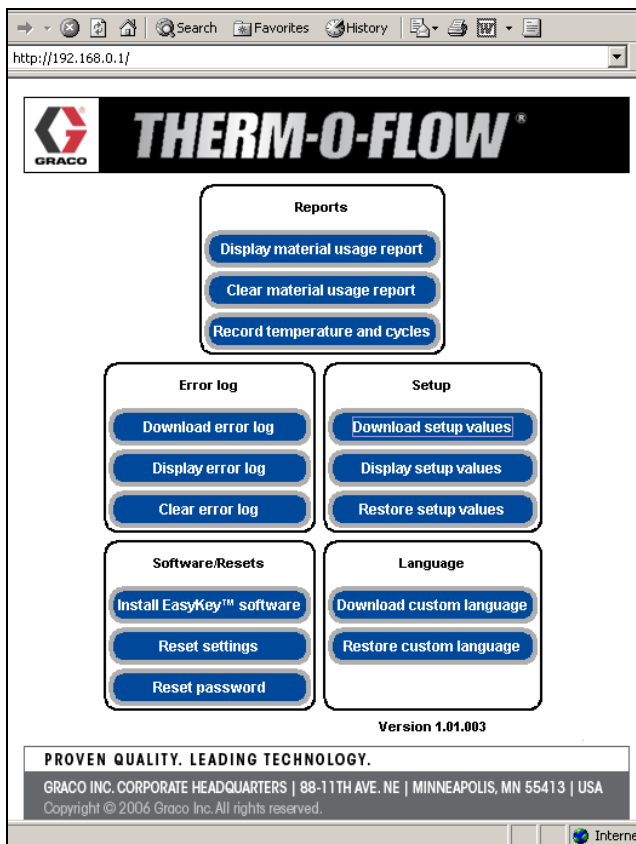 Search Favorites History
http://192.168.0.1/
GRACO
THERM-O-FLOW®
Reports
Display material usage report
Clear material usage report
Record temperature and cycles
Error log
Download error log
Display error log
Clear error log
Setup
Download setup values
Display setup values
Restore setup values
Software/Resets
Install EasyKey™ software
Reset settings
Reset password
Language
Download custom language
Restore custom language
Version 1.01.003
PROVEN QUALITY. LEADING TECHNOLOGY.
GRACO INC. CORPORATE HEADQUARTERS | 88-11TH AVE. NE | MINNEAPOLIS, MN 55413 | USA
Copyright © 2006 Graco Inc. All rights reserved.
Interne